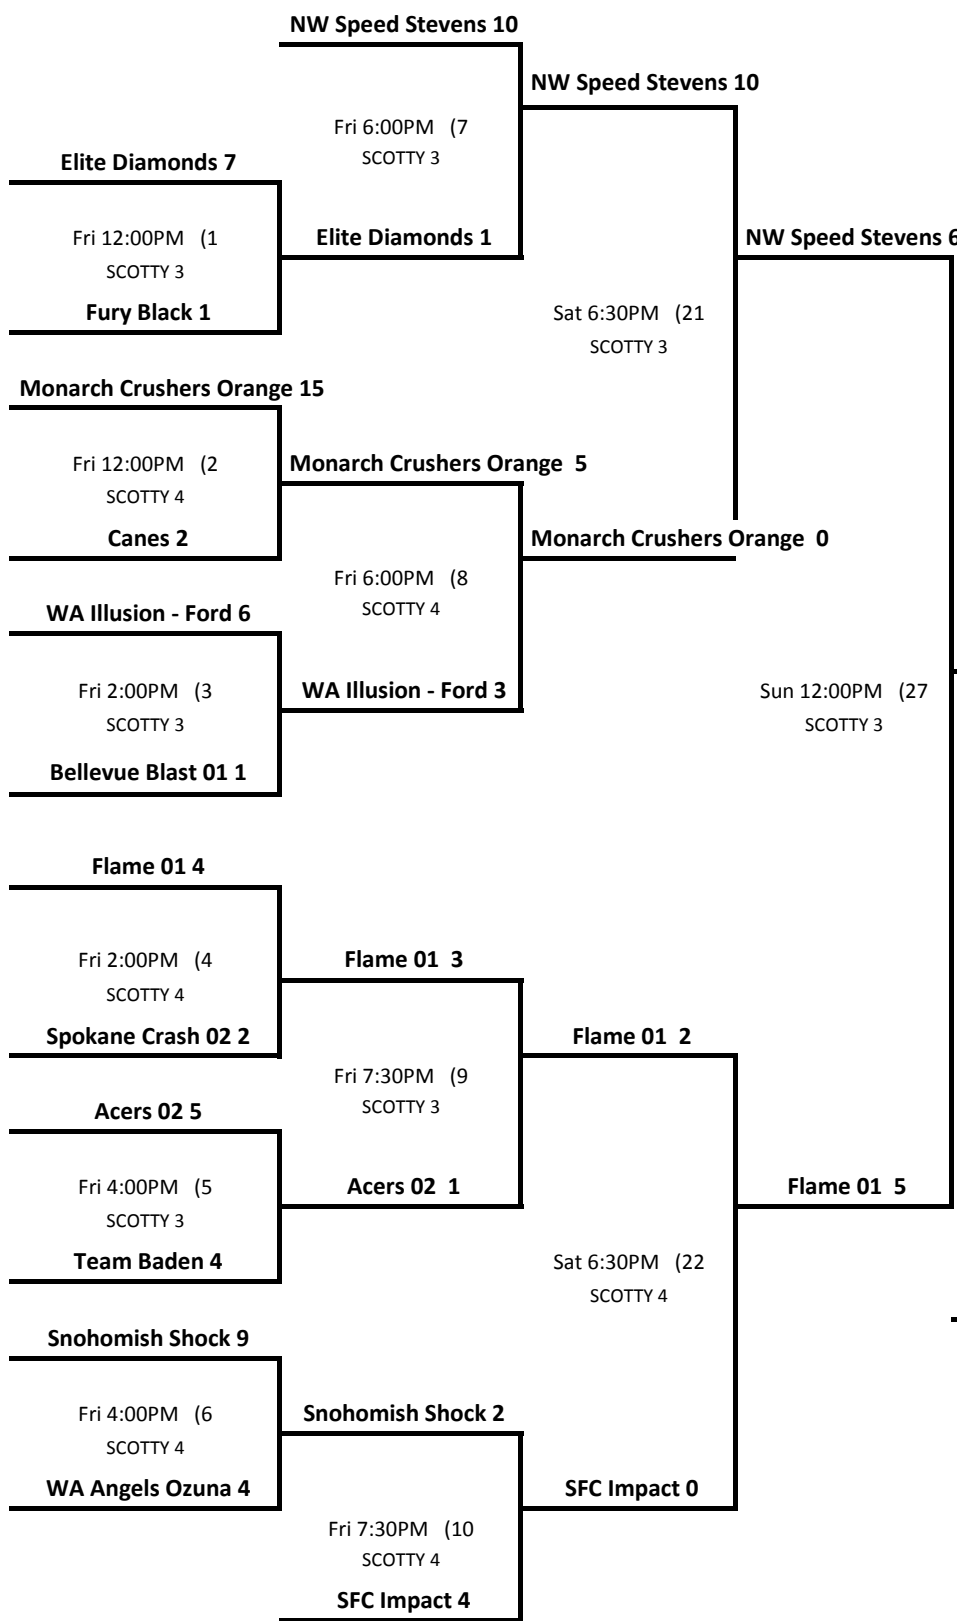 NW Speed Stevens 10
NW Speed Stevens 10
Fri 6:00PM (7
SCOTTY 3
Elite Diamonds 7
Fri 12:00PM (1
SCOTTY 3
Elite Diamonds 1
NW Speed Stevens 6
Fury Black 1
Sat 6:30PM (21
SCOTTY 3
Monarch Crushers Orange 15
Fri 12:00PM (2
SCOTTY 4
Monarch Crushers Orange 5
Canes 2
Monarch Crushers Orange 0
Fri 6:00PM (8
SCOTTY 4
WA Illusion - Ford 6
Fri 2:00PM (3
SCOTTY 3
WA Illusion - Ford 3
Sun 12:00PM (27
SCOTTY 3
Bellevue Blast 01 1
Flame 01 4
Fri 2:00PM (4
SCOTTY 4
Flame 01 3
Spokane Crash 02 2
Flame 01 2
Fri 7:30PM (9
SCOTTY 3
Acers 02 5
Fri 4:00PM (5
SCOTTY 3
Acers 02 1
Flame 01 5
Team Baden 4
Sat 6:30PM (22
SCOTTY 4
Snohomish Shock 9
Fri 4:00PM (6
SCOTTY 4
Snohomish Shock 2
WA Angels Ozuna 4
SFC Impact 0
Fri 7:30PM (10
SCOTTY 4
SFC Impact 4